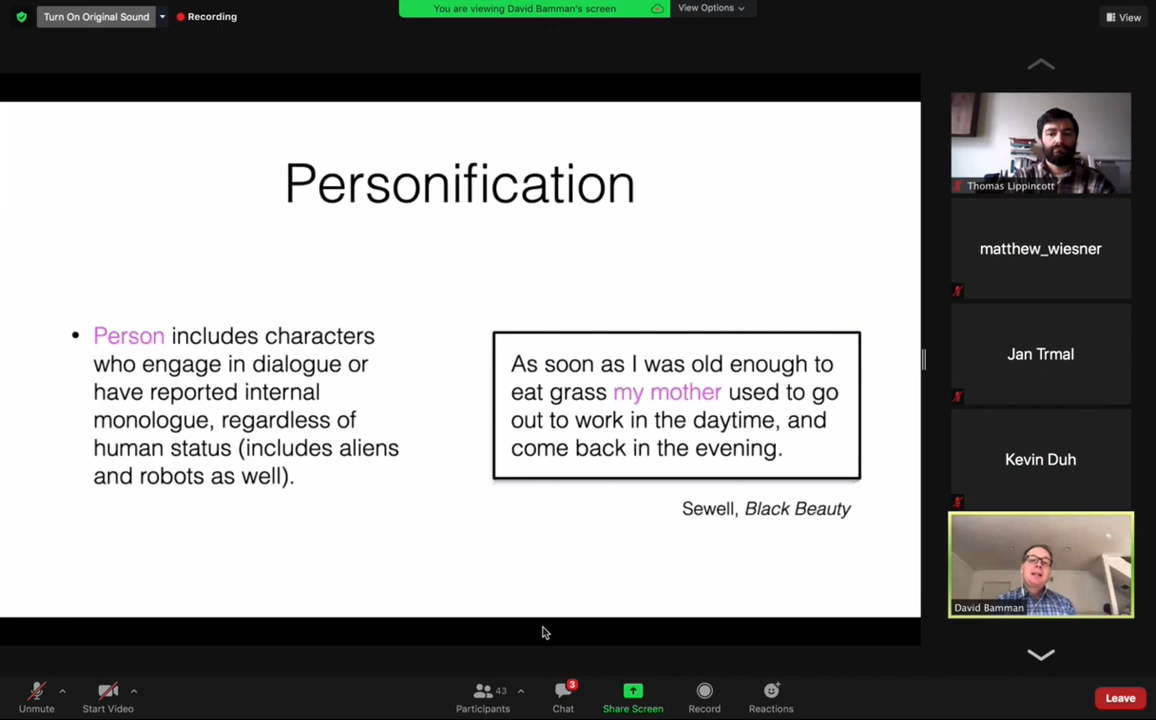 Turn On Original Sound
Recording
You are viewing David Bamman's screen
View Options
View
Personification
• Person includes characters
who engage in dialogue or
have reported internal
monologue, regardless of
human status (includes aliens
and robots as well).
As soon as I was old enough to
eat grass my mother used to go
out to work in the daytime, and
come back in the evening.
Sewell, Black Beauty
Thomas Lippincott
matthew_wiesner
Jan Trmal
Kevin Duh
David Bamman
Unmute
Start Video
43
Participants
3
Chat
Share Screen
Record
Reactions
Leave